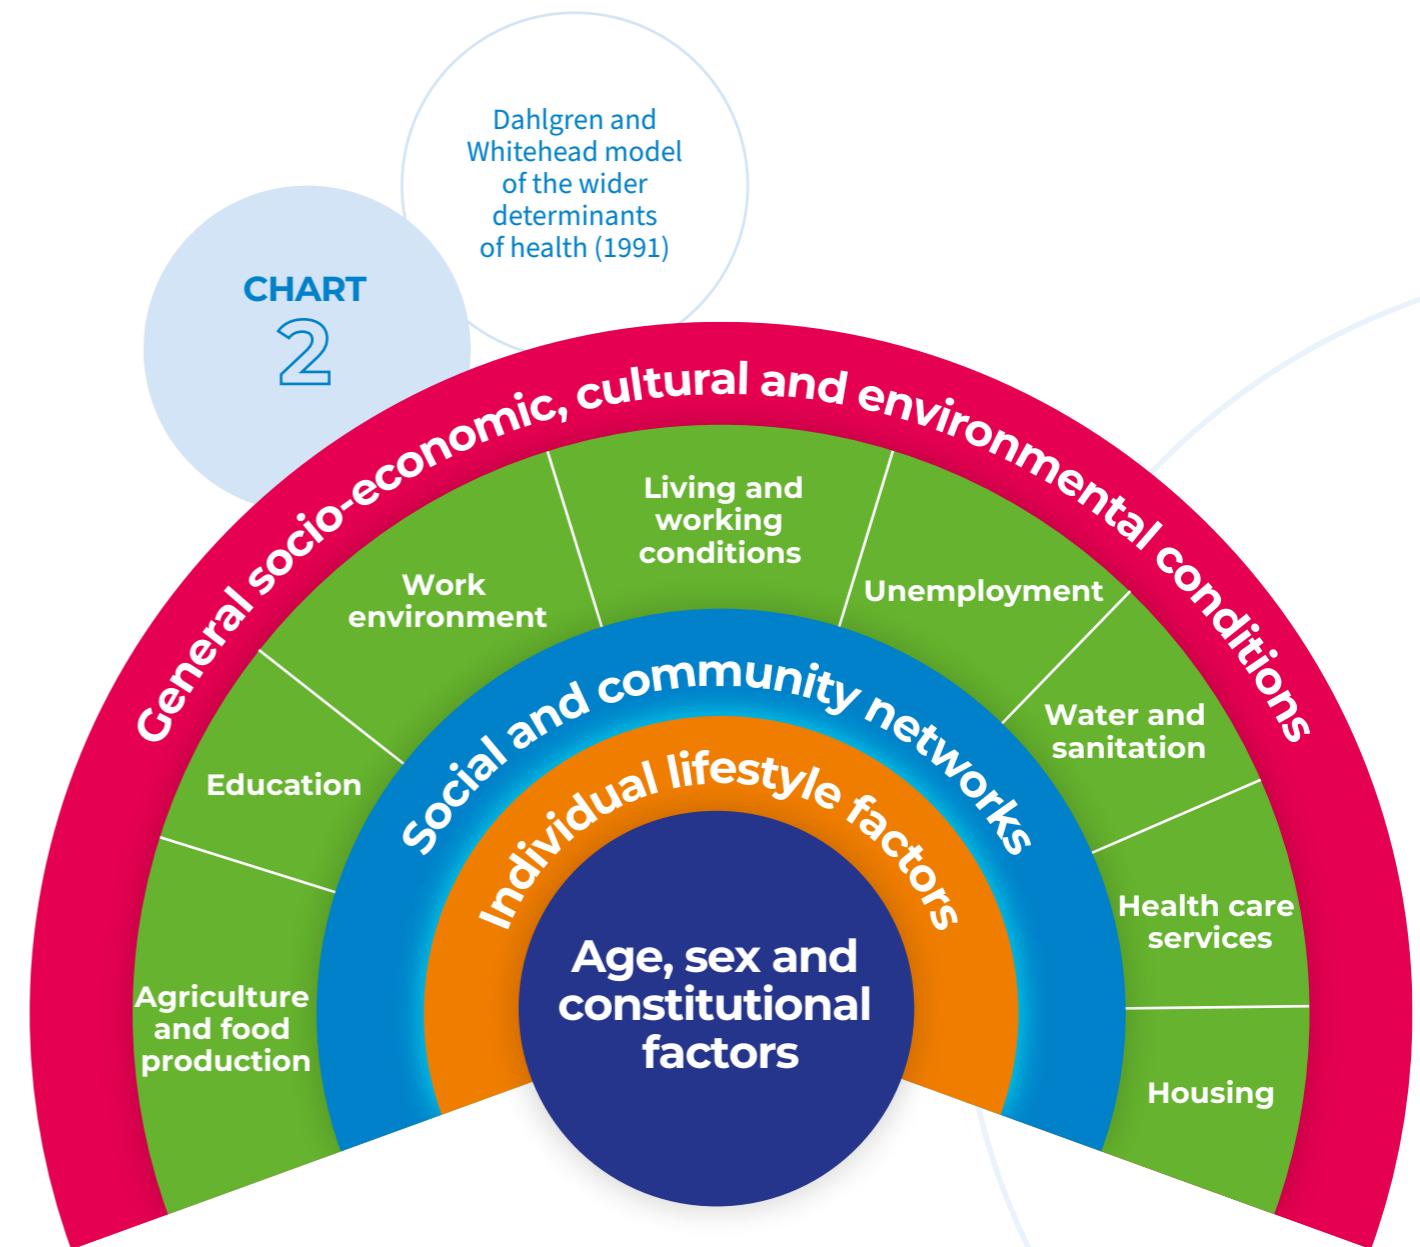 Dahlgren and
Whitehead model
of the wider
determinants
of health (1991)
CHART
2
General socio-economic, cultural and environmental conditions
Living and
working
conditions
Work
environment
Unemployment
Education
Water and
sanitation
Agriculture
and food
production
Health care
services
Housing
Social and community networks
Individual lifestyle factors
Age, sex and
constitutional
factors